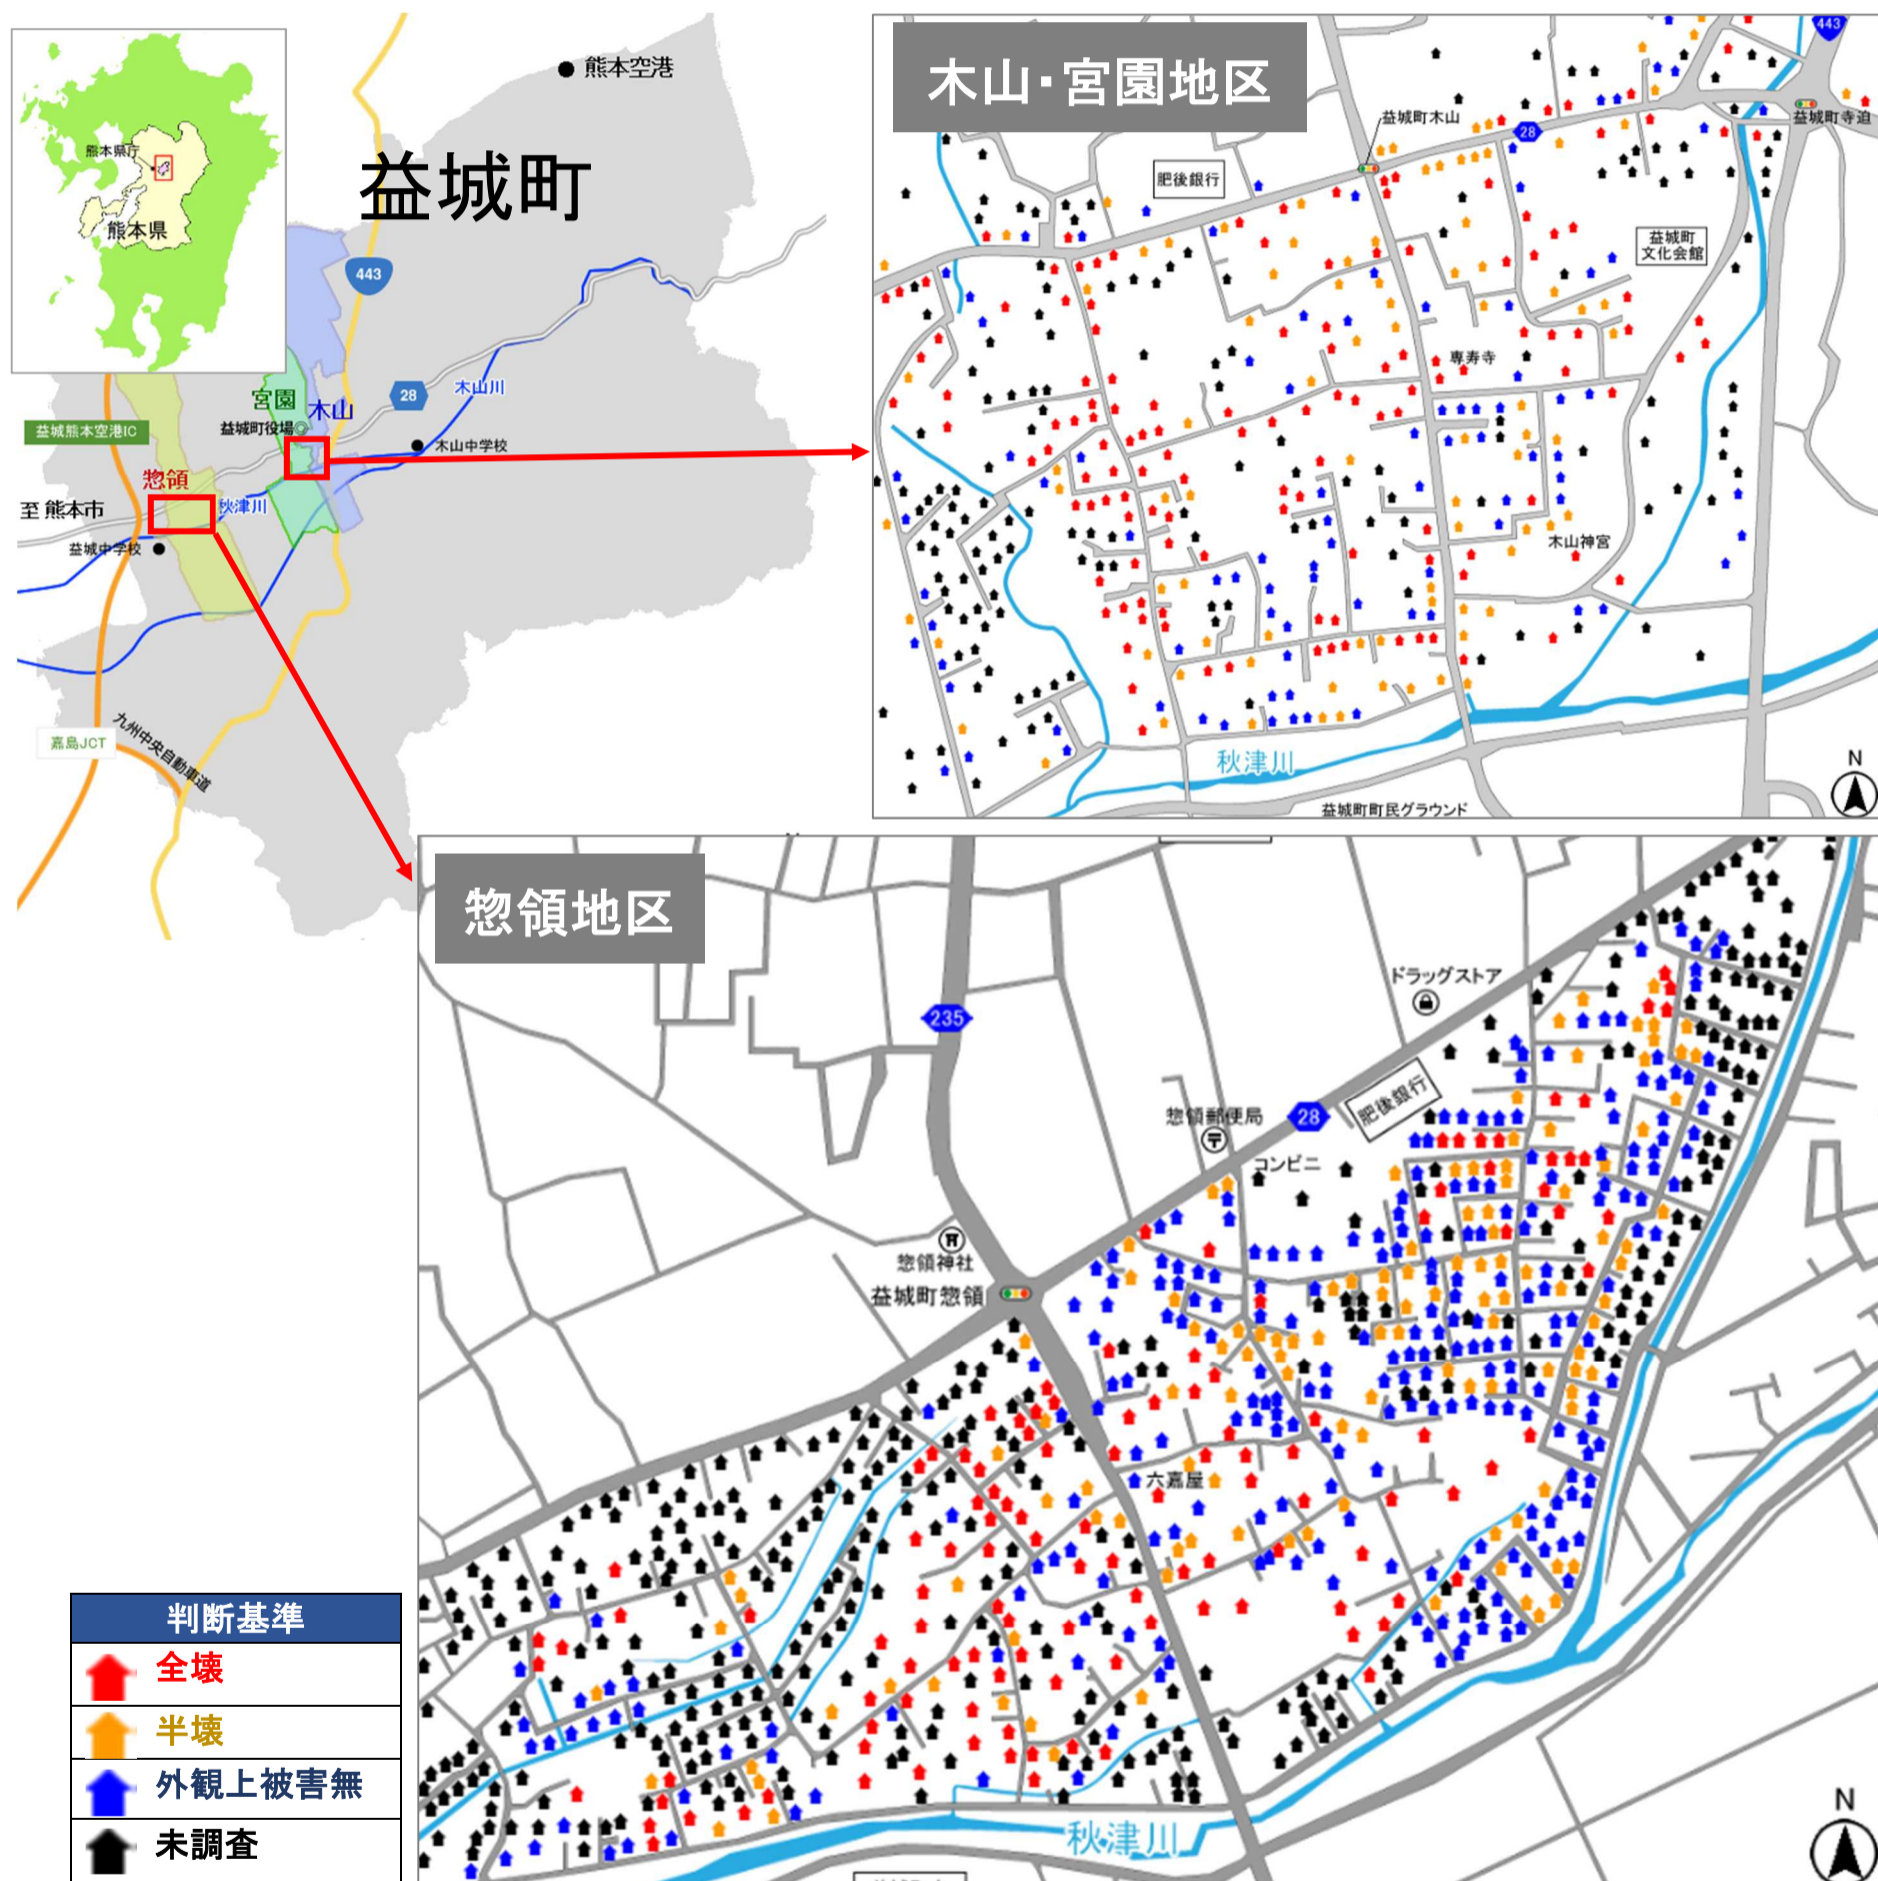 熊本県庁
熊本県
益城町
熊本空港
443
28
木山川
宮園
木山
益城町役場
木山中学校
益城熊本空港IC
惣領
秋津川
至 熊本市
益城中学校
嘉島JCT
九州中央自動車道
木山・宮園地区
443
益城町木山
28
益城町寺迫
肥後銀行
益城町
文化会館
専寿寺
木山神宮
秋津川
益城町町民グラウンド
N
惣領地区
235
ドラッグストア
惣領郵便局
28
肥後銀行
コンビニ
惣領神社
益城町惣領
六嘉屋
秋津川
N
判断基準
全壊
半壊
外観上被害無
未調査